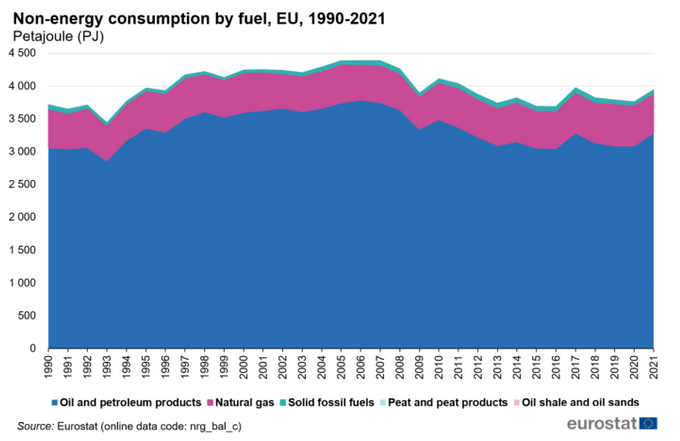 Non-energy consumption by fuel, EU, 1990-2021
Petajoule (PJ)
4 500
4 000
3 500
3 000
2 500
2 000
1 500
1 000
500
0
1990 1991 1992 1993 1994 1995 1996 1997 1998 1999 2000 2001 2002 2003 2004 2005 2006 2007 2008 2009 2010 2011 2012 2013 2014 2015 2016 2017 2018 2019 2020 2021
Oil and petroleum products Natural gas Solid fossil fuels Peat and peat products Oil shale and oil sands
Source: Eurostat (online data code: nrg_bal_c)
eurostat